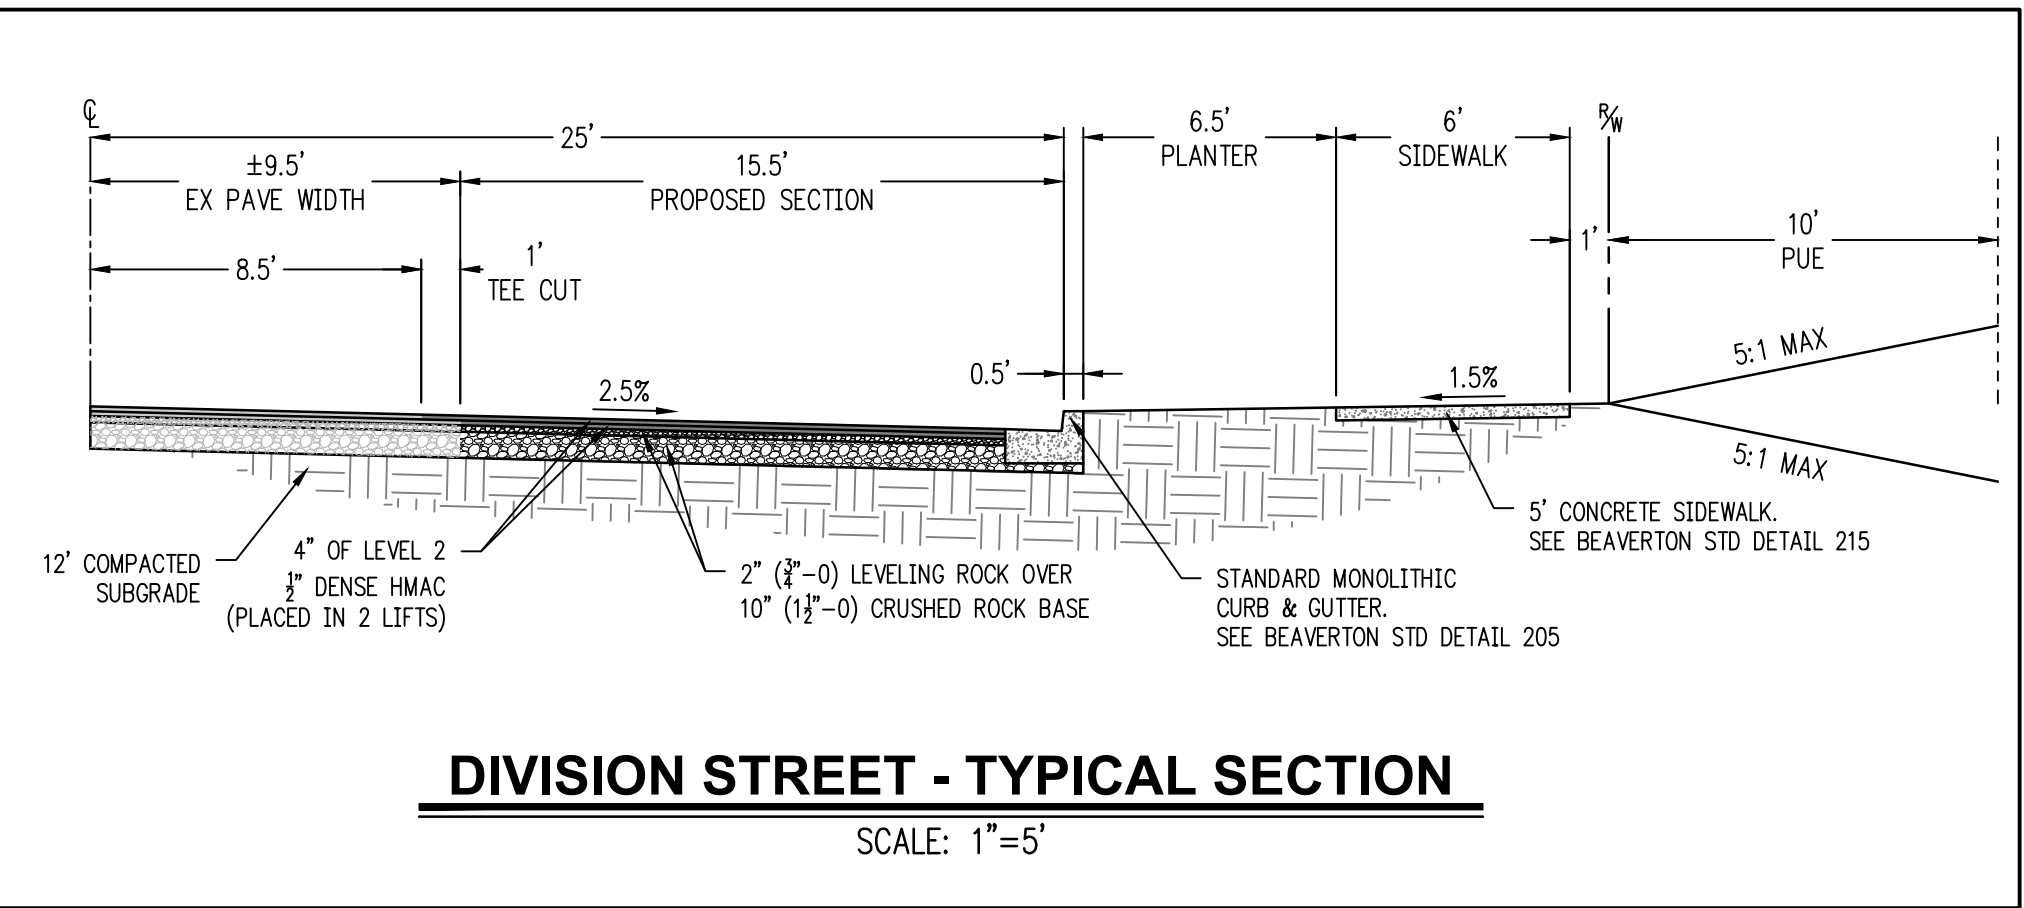 ℄
25'
6.5'
PLANTER
6'
SIDEWALK
R/W
±9.5'
EX PAVE WIDTH
15.5'
PROPOSED SECTION
8.5'
1'
TEE CUT
1'
10'
PUE
0.5'
2.5%
1.5%
5:1 MAX
5:1 MAX
12' COMPACTED
SUBGRADE
4" OF LEVEL 2
½" DENSE HMAC
(PLACED IN 2 LIFTS)
2" (¾"-0) LEVELING ROCK OVER
10" (1½"-0) CRUSHED ROCK BASE
STANDARD MONOLITHIC
CURB & GUTTER.
SEE BEAVERTON STD DETAIL 205
5' CONCRETE SIDEWALK.
SEE BEAVERTON STD DETAIL 215
DIVISION STREET - TYPICAL SECTION
SCALE: 1"=5'